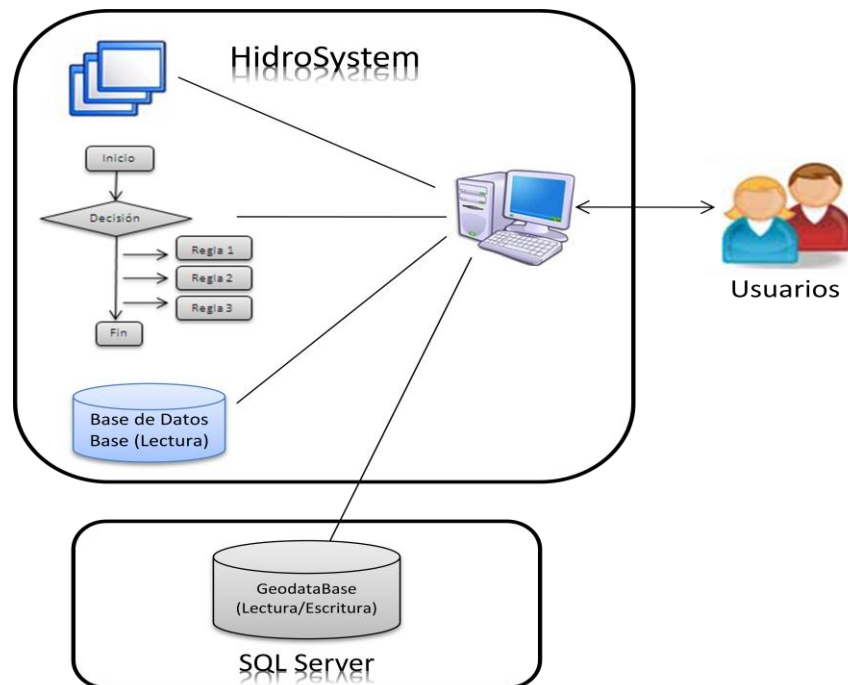 HidroSystem
Inicio
Decisión
Regla 1
Regla 2
Regla 3
Fin
Usuarios
Base de Datos
Base (Lectura)
GeodataBase
(Lectura/Escritura)
SQL Server